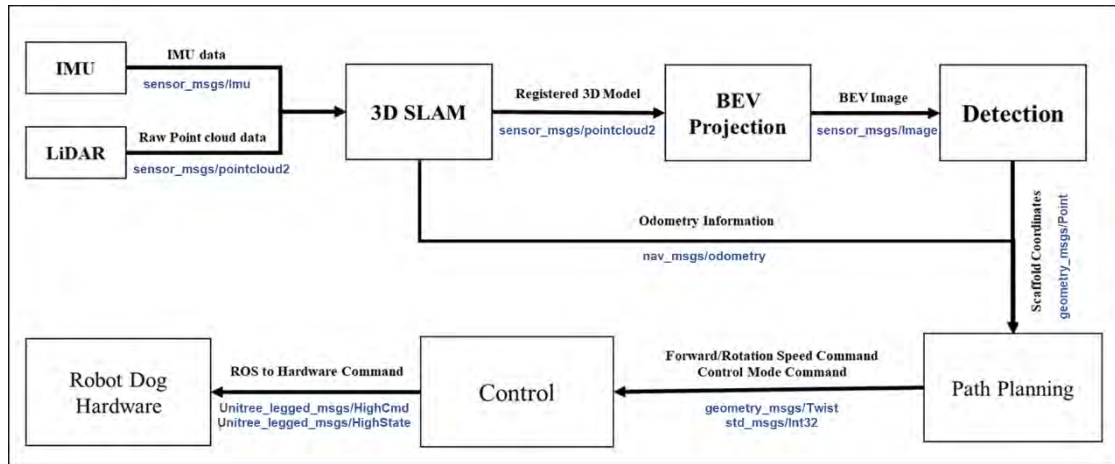 IMU
IMU data
sensor_msgs/Imu
LiDAR
Raw Point cloud data
sensor_msgs/pointcloud2
3D SLAM
Registered 3D Model
sensor_msgs/pointcloud2
BEV
Projection
BEV Image
sensor_msgs/Image
Detection
Odometry Information
nav_msgs/odometry
Scaffold Coordinates
geometry_msgs/Point
Robot Dog
Hardware
ROS to Hardware Command
Unitree_legged_msgs/HighCmd
Unitree_legged_msgs/HighState
Control
Forward/Rotation Speed Command
Control Mode Command
geometry_msgs/Twist
std_msgs/Int32
Path Planning